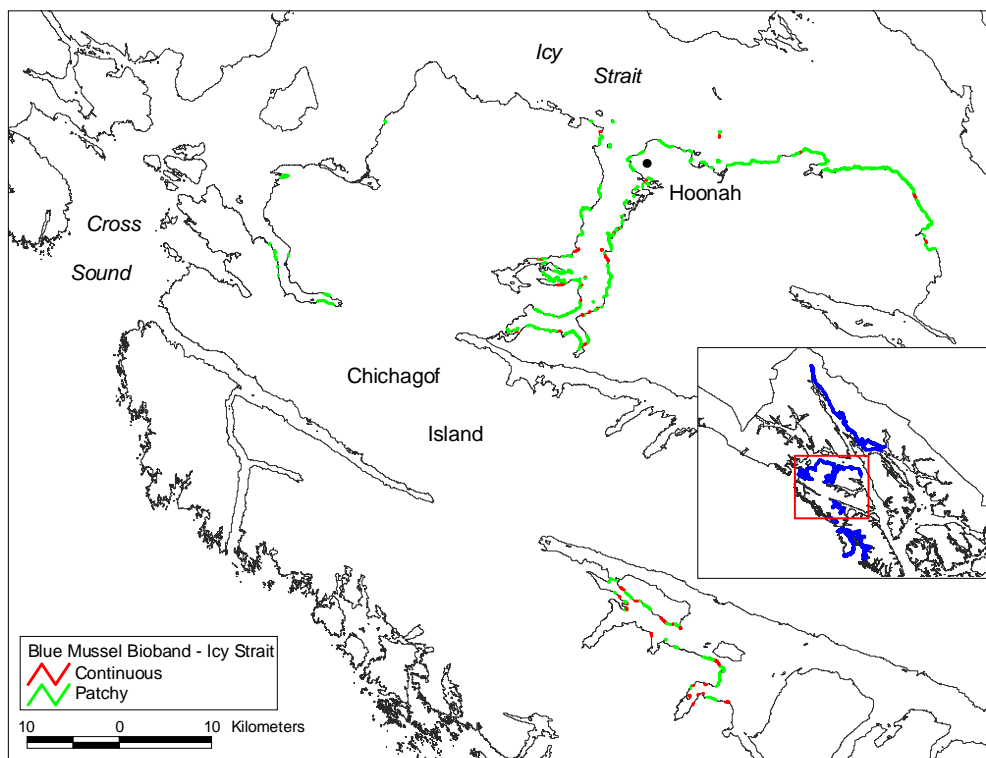 Icy
Strait
Hoonah
Cross
Sound
Chichagof
Island
Blue Mussel Bioband - Icy Strait
Continuous
Patchy
10 0 10 Kilometers